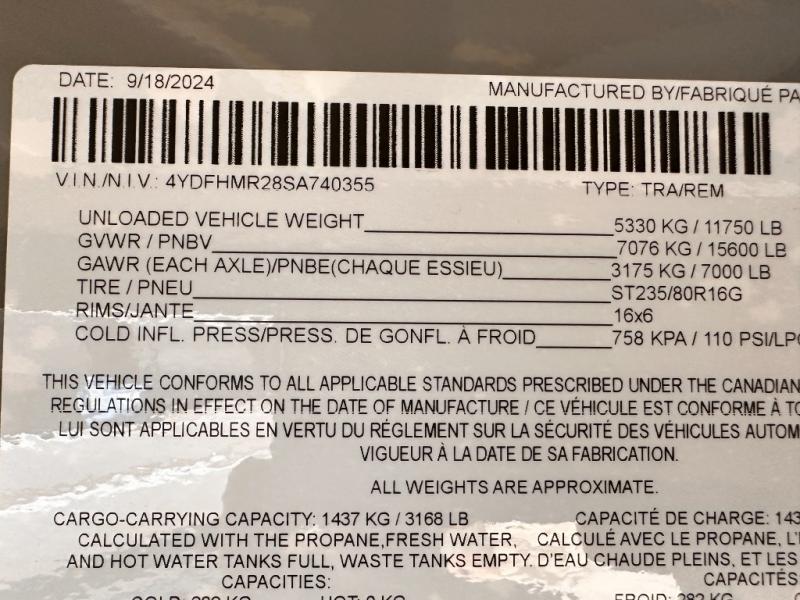 DATE: 9/18/2024
MANUFACTURED BY/FABRIQUÉ PA
V.I.N./N.I.V.: 4YDFHMR28SA740355 TYPE: TRA/REM
UNLOADED VEHICLE WEIGHT 5330 KG / 11750 LB
GVWR / PNBV 7076 KG / 15600 LB
GAWR (EACH AXLE)/PNBE(CHAQUE ESSIEU) 3175 KG / 7000 LB
TIRE / PNEU ST235/80R16G
RIMS/JANTE 16x6
COLD INFL. PRESS/PRESS. DE GONFL. À FROID 758 KPA / 110 PSI/LPC
THIS VEHICLE CONFORMS TO ALL APPLICABLE STANDARDS PRESCRIBED UNDER THE CANADIAN
REGULATIONS IN EFFECT ON THE DATE OF MANUFACTURE / CE VÉHICULE EST CONFORME À TO
LUI SONT APPLICABLES EN VERTU DU RÉGLEMENT SUR LA SÉCURITÉ DES VÉHICULES AUTOM
VIGUEUR À LA DATE DE SA FABRICATION.
ALL WEIGHTS ARE APPROXIMATE.
CARGO-CARRYING CAPACITY: 1437 KG / 3168 LB
CALCULATED WITH THE PROPANE,FRESH WATER,
AND HOT WATER TANKS FULL, WASTE TANKS EMPTY.
CAPACITIES:
CAPACITÉ DE CHARGE: 143
CALCULÉ AVEC LE PROPANE, L'E
D'EAU CHAUDE PLEINS, ET LES
CAPACITÉS